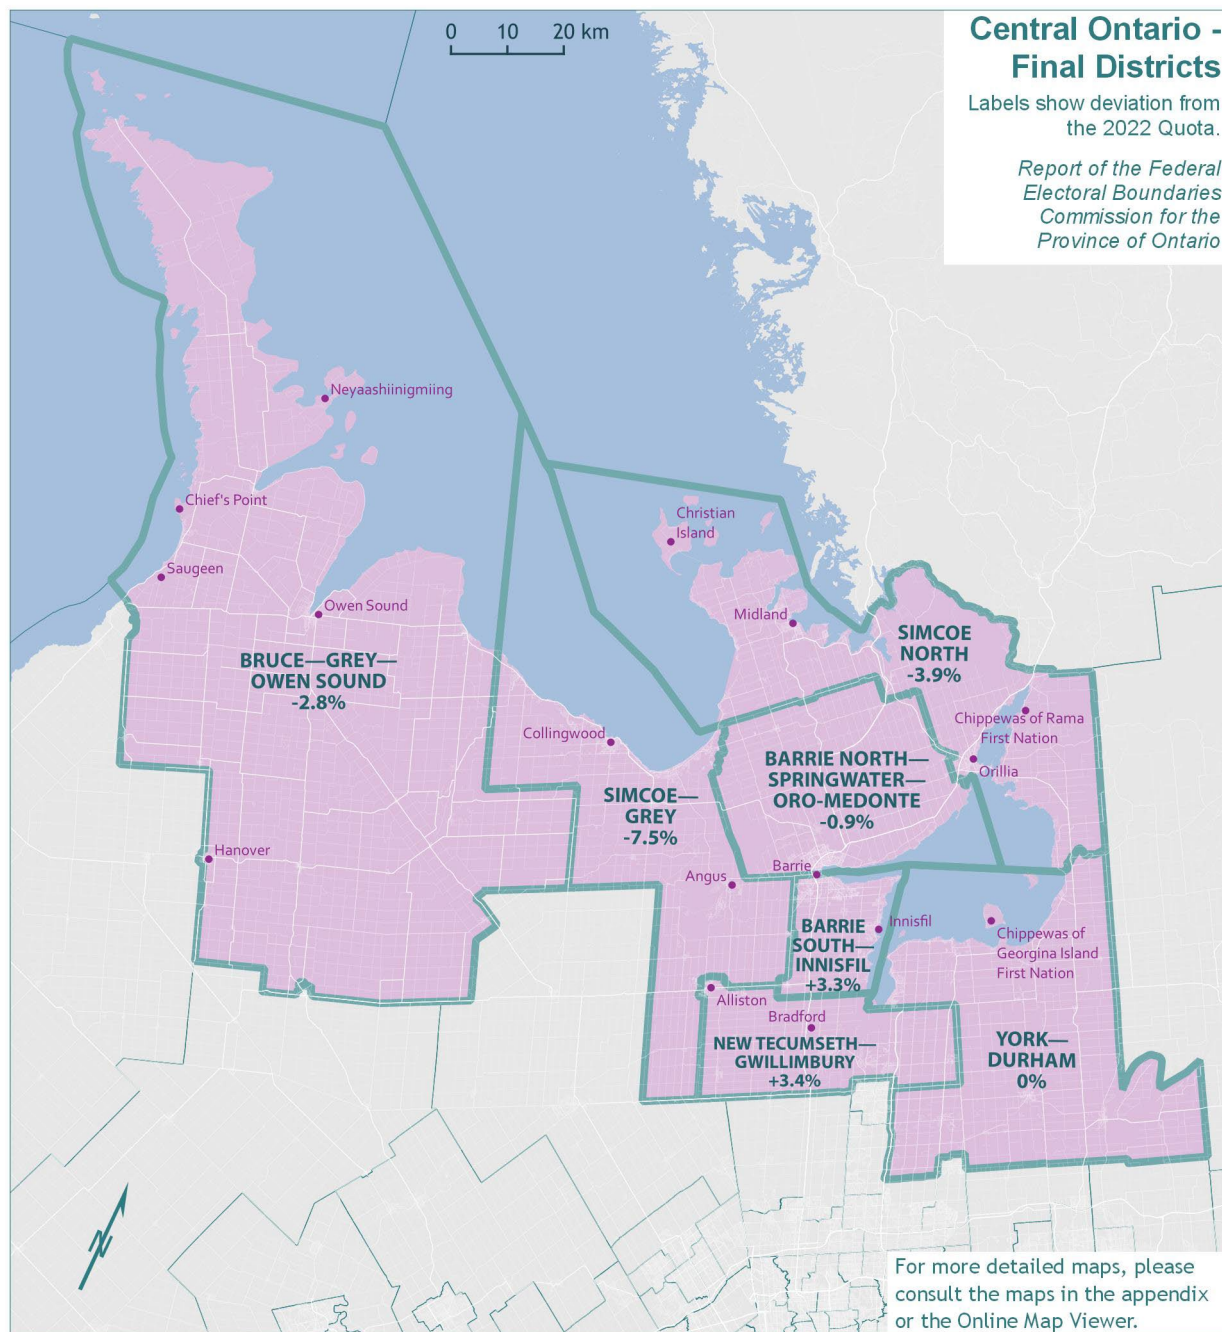 0 10 20 km
Central Ontario -
Final Districts
Labels show deviation from
the 2022 Quota.
Report of the Federal
Electoral Boundaries
Commission for the
Province of Ontario
Neyaashiinigmiing
Chief's Point
Christian
Island
Saugeen
Owen Sound
Midland
SIMCOE
NORTH
-3.9%
BRUCE—GREY—
OWEN SOUND
-2.8%
Chippewas of Rama
First Nation
Collingwood
BARRIE NORTH—
SPRINGWATER—
ORO-MEDONTE
-0.9%
Orillia
SIMCOE—
GREY
-7.5%
Hanover
Barrie
Angus
BARRIE
SOUTH—
INNISFIL
+3.3%
Innisfil
Chippewas of
Georgina Island
First Nation
Alliston
Bradford
NEW TECUMSETH—
GWILLIMBURY
+3.4%
YORK—
DURHAM
0%
N
For more detailed maps, please
consult the maps in the appendix
or the Online Map Viewer.